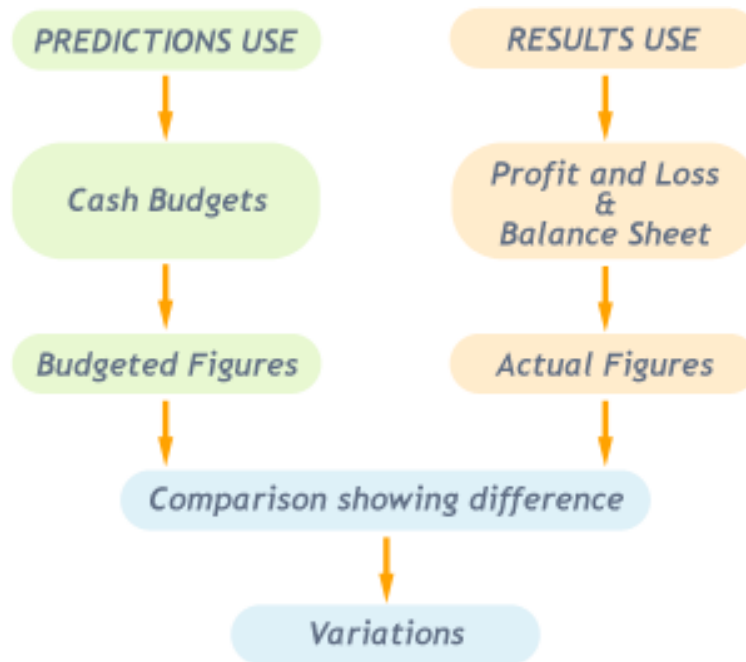 PREDICTIONS USE
RESULTS USE
Cash Budgets
Profit and Loss
&
Balance Sheet
Budgeted Figures
Actual Figures
Comparison showing difference
Variations